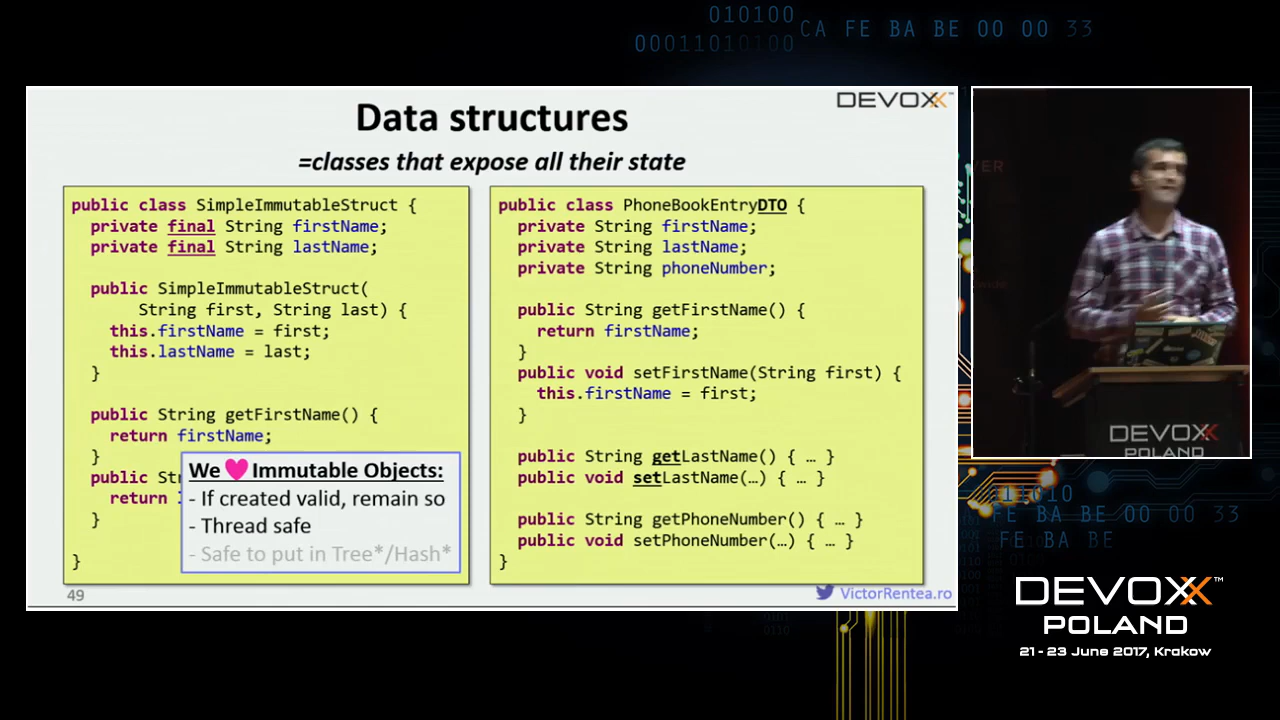 010100
00011010100
CA FE BA BE 00 00 33
DEVOXX™
Data structures
=classes that expose all their state
public class SimpleImmutableStruct {
private final String firstName;
private final String lastName;
public SimpleImmutableStruct(
String first, String last) {
this.firstName = first;
this.lastName = last;
}
public String getFirstName() {
return firstName;
}
public St
return
}
}
We ♥ Immutable Objects:
- If created valid, remain so
- Thread safe
- Safe to put in Tree*/Hash*
public class PhoneBookEntryDTO {
private String firstName;
private String lastName;
private String phoneNumber;
public String getFirstName() {
return firstName;
}
public void setFirstName(String first) {
this.firstName = first;
}
public String getLastName() { … }
public void setLastName(…) { … }
public String getPhoneNumber() { … }
public void setPhoneNumber(…) { … }
}
49
VictorRentea.ro
DEVOXX
POLAND
011010
FE BA BE 00 00 33
FE BA BE
DEVOXX™
POLAND
21 - 23 June 2017, Krakow